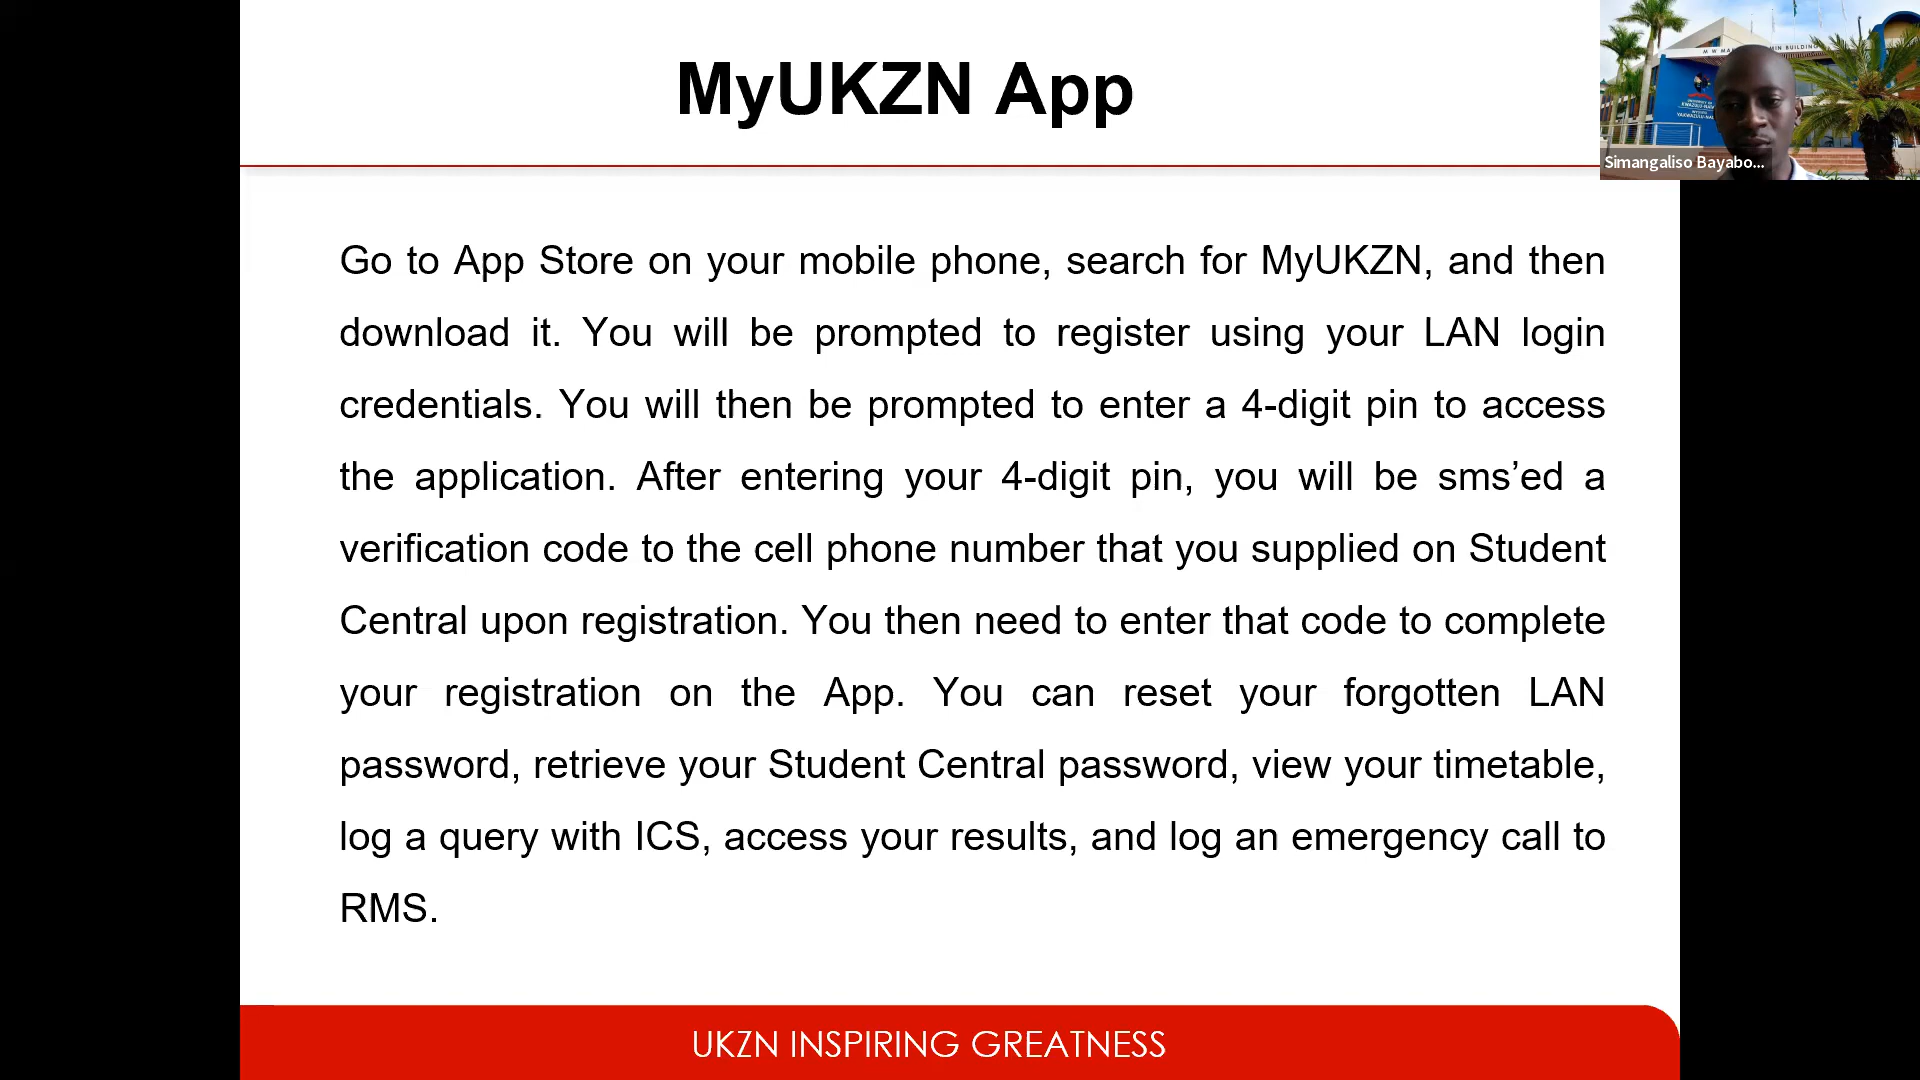 MyUKZN App
Go to App Store on your mobile phone, search for MyUKZN, and then
download it. You will be prompted to register using your LAN login
credentials. You will then be prompted to enter a 4-digit pin to access
the application. After entering your 4-digit pin, you will be sms’ed a
verification code to the cell phone number that you supplied on Student
Central upon registration. You then need to enter that code to complete
your registration on the App. You can reset your forgotten LAN
password, retrieve your Student Central password, view your timetable,
log a query with ICS, access your results, and log an emergency call to
RMS.
UKZN INSPIRING GREATNESS
Simangaliso Bayabo...